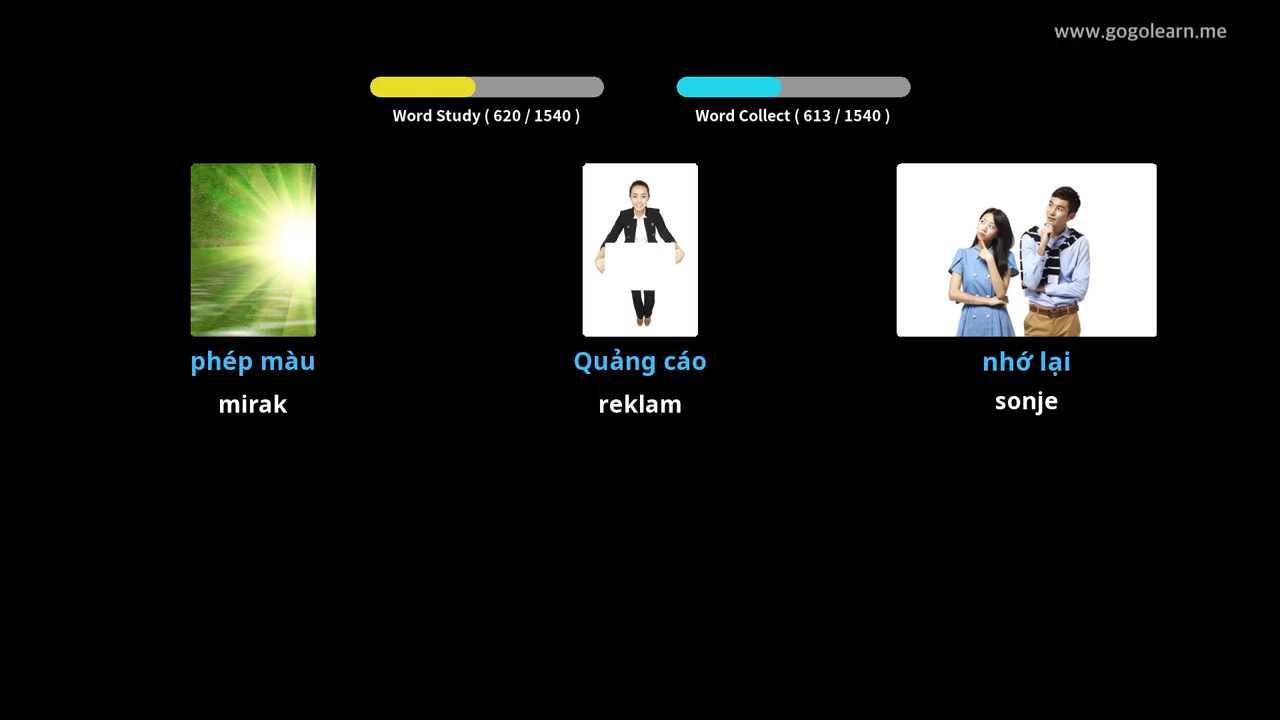 www.gogolearn.me
Word Study ( 620 / 1540 )
Word Collect ( 613 / 1540 )
phép màu
Quảng cáo
nhớ lại
mirak
reklam
sonje